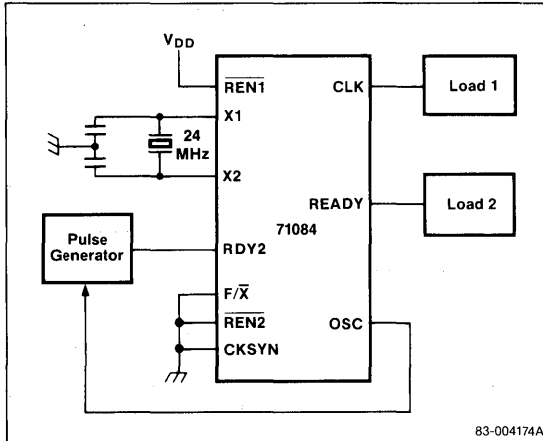 VDD
REN1
CLK
Load 1
X1
24
MHz
X2
READY
Load 2
71084
Pulse
Generator
RDY2
F/X̅
REN2
OSC
CKSYN
83-004174A